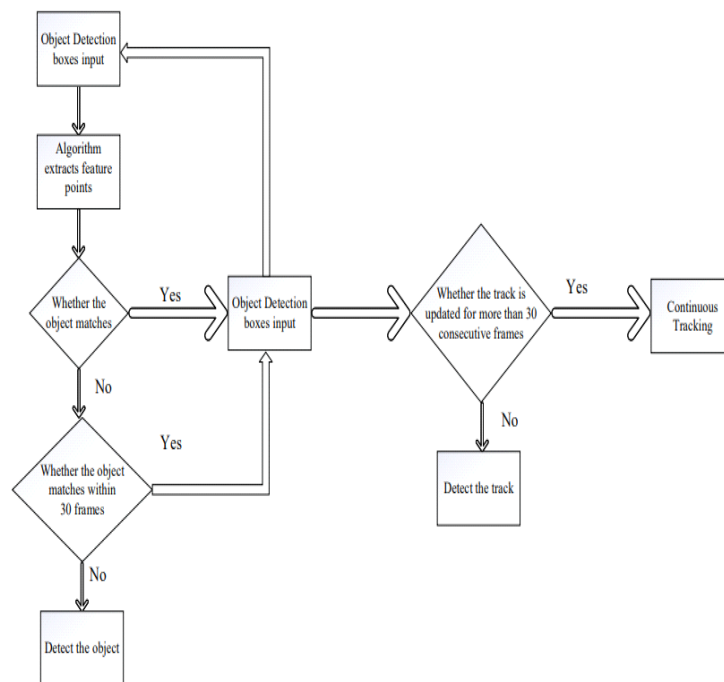 Object Detection
boxes input
Algorithm
extracts feature
points
Whether the
object matches
Yes
No
Object Detection
boxes input
Whether the object
matches within
30 frames
Yes
No
Detect the object
Whether the track is
updated for more than 30
consecutive frames
Yes
No
Continuous
Tracking
Detect the track